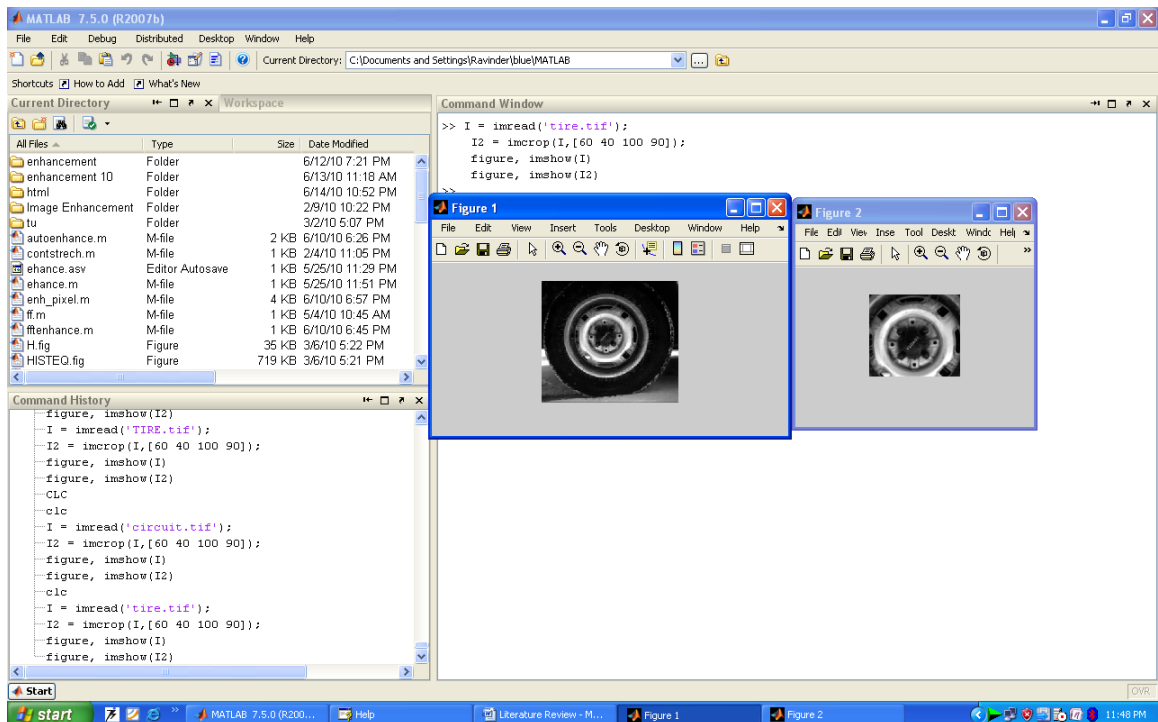 MATLAB 7.5.0 (R2007b)
File Edit Debug Distributed Desktop Window Help
Current Directory: C:\Documents and Settings\Ravinder\blue\MATLAB
Shortcuts How to Add What's New
Current Directory Workspace
All Files Type Size Date Modified
enhancement Folder 6/12/10 7:21 PM
enhancement 10 Folder 6/13/10 11:18 AM
html Folder 6/14/10 10:52 PM
Image Enhancement Folder 2/9/10 10:22 PM
tu Folder 3/2/10 5:07 PM
autoenhance.m M-file 2 KB 6/10/10 6:26 PM
contstrech.m M-file 1 KB 2/4/10 11:05 PM
ehance.asv Editor Autosave 1 KB 5/25/10 11:29 PM
ehance.m M-file 1 KB 5/25/10 11:51 PM
enh_pixel.m M-file 4 KB 6/10/10 6:57 PM
ff.m M-file 1 KB 5/4/10 10:45 AM
fftenhance.m M-file 1 KB 6/10/10 6:45 PM
H.fig Figure 35 KB 3/6/10 5:22 PM
HISTEQ.fig Figure 719 KB 3/6/10 5:21 PM
Command History
figure, imshow(I2)
I = imread('TIRE.tif');
I2 = imcrop(I,[60 40 100 90]);
figure, imshow(I)
figure, imshow(I2)
CLC
clc
I = imread('circuit.tif');
I2 = imcrop(I,[60 40 100 90]);
figure, imshow(I)
figure, imshow(I2)
clc
I = imread('tire.tif');
I2 = imcrop(I,[60 40 100 90]);
figure, imshow(I)
figure, imshow(I2)
Command Window
>> I = imread('tire.tif');
I2 = imcrop(I,[60 40 100 90]);
figure, imshow(I)
figure, imshow(I2)
>>
Figure 1
File Edit View Insert Tools Desktop Window Help
Figure 2
File Edi Viev Inse Tool Deskt Windc Help
Start OVR
start MATLAB 7.5.0 (R200... Help Literature Review - M... Figure 1 Figure 2 11:48 PM